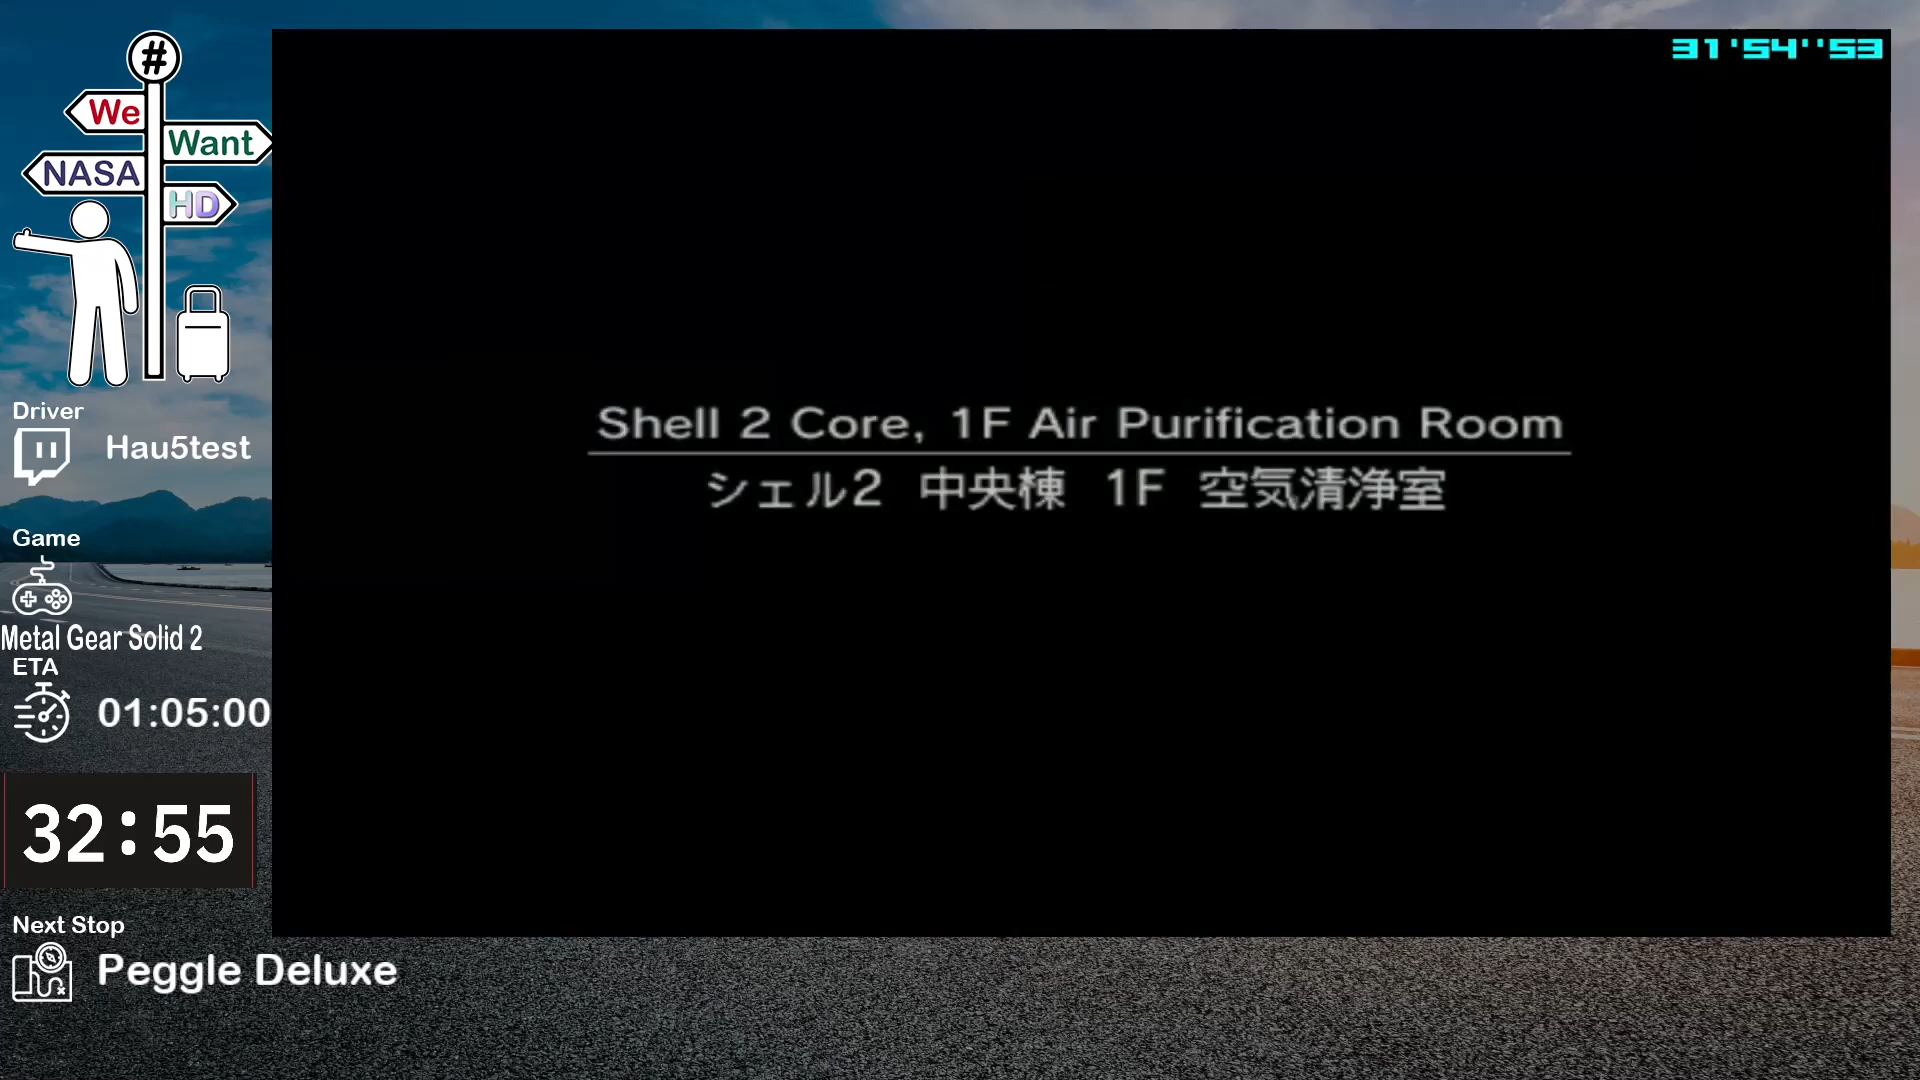 #
We
Want
NASA
HD
Driver
Hau5test
Game
Metal Gear Solid 2
ETA
01:05:00
32:55
Next Stop
Peggle Deluxe
31'54''53
Shell 2 Core, 1F Air Purification Room
シェル2 中央棟 1F 空気清浄室